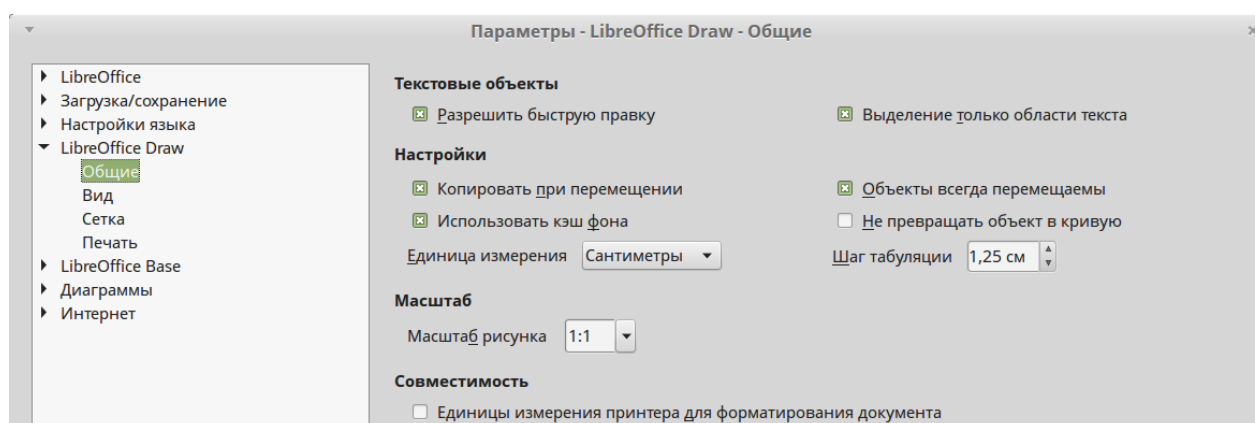 Параметры - LibreOffice Draw - Общие
LibreOffice
Загрузка/сохранение
Настройки языка
LibreOffice Draw
Общие
Вид
Сетка
Печать
LibreOffice Base
Диаграммы
Интернет
Текстовые объекты
Разрешить быструю правку
Выделение только области текста
Настройки
Копировать при перемещении
Объекты всегда перемещаемы
Использовать кэш фона
Не превращать объект в кривую
Единица измерения Сантиметры
Шаг табуляции 1,25 см
Масштаб
Масштаб рисунка 1:1
Совместимость
Единицы измерения принтера для форматирования документа